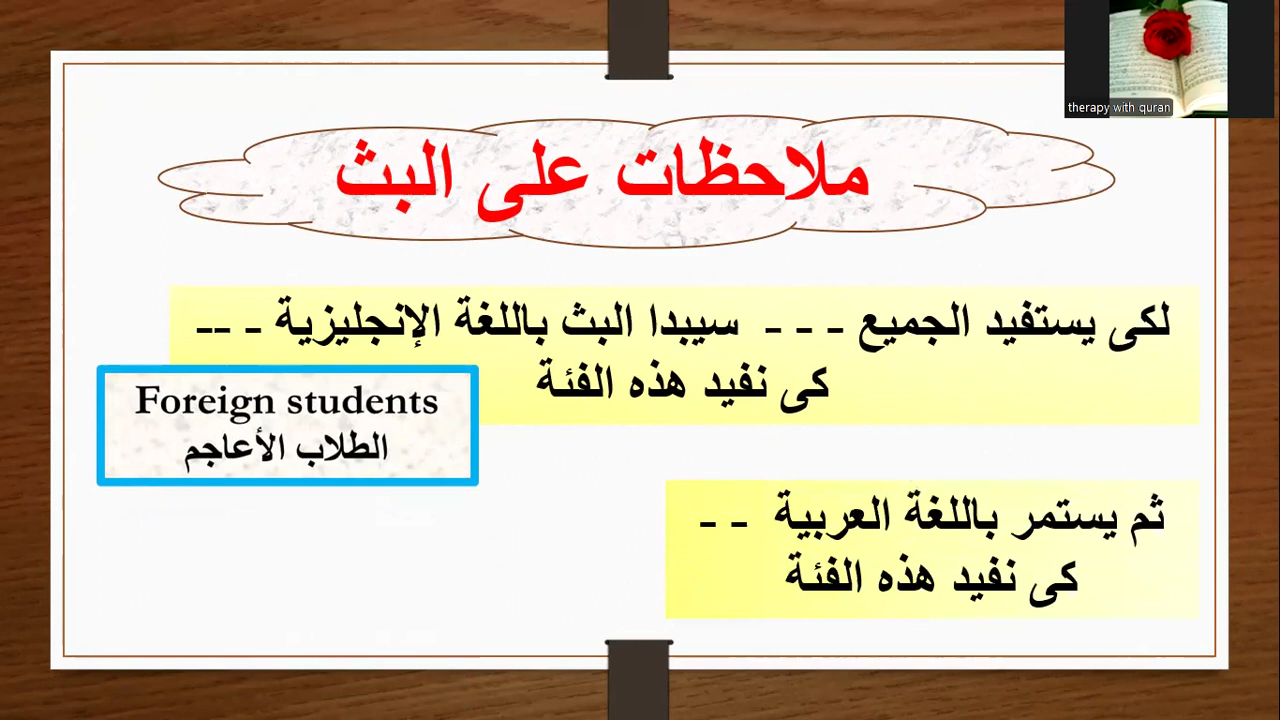 therapy with quran
ملاحظات على البث
لكى يستفيد الجميع - - - سيبدا البث باللغة الإنجليزية - --
كى نفيد هذه الفئة
Foreign students
الطلاب الأعاجم
ثم يستمر باللغة العربية - -
كى نفيد هذه الفئة